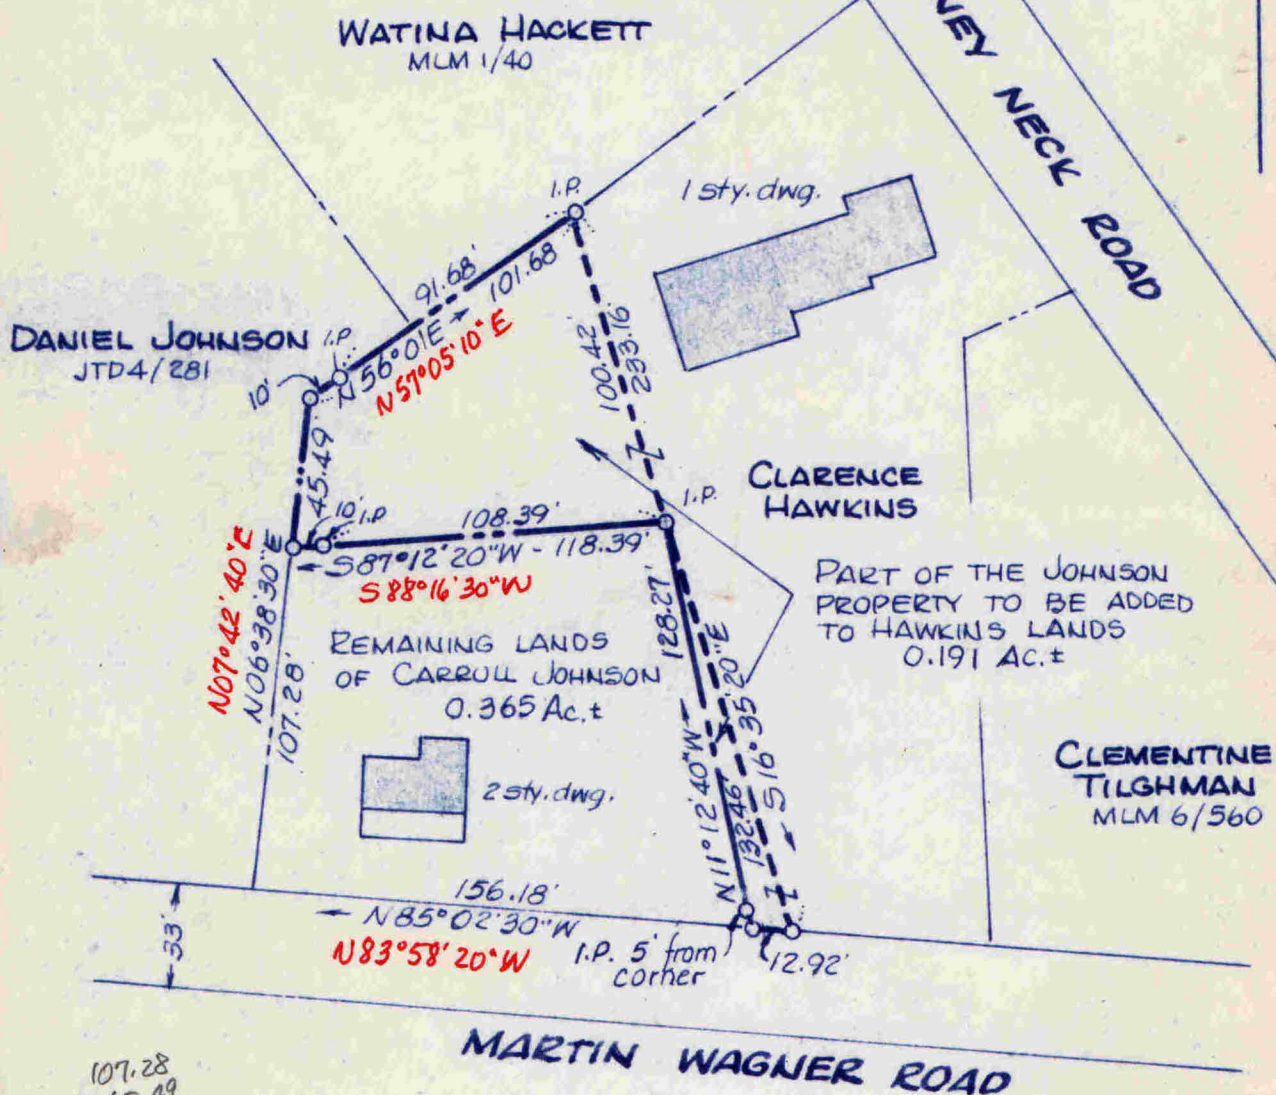 WATINA HACKETT
MLM 1/40
NEY NECK ROAD
I.P.
1 sty. dwg.
91.68'
101.68
N 56°01'E
N57°05'10"E
DANIEL JOHNSON
JTD4/281
I.P.
10'
45.49'
100.42'
233.16'
CLARENCE
HAWKINS
I.P.
10'
I.P.
108.39'
S87°12'20"W - 118.39'
S88°16'30"W
PART OF THE JOHNSON
PROPERTY TO BE ADDED
TO HAWKINS LANDS
0.191 AC.±
N07°42'40"E
N06°38'30"E
107.28'
REMAINING LANDS
OF CARROLL JOHNSON
0.365 Ac.±
128.27'
N11°12'40"W
132.46'
S16°35'20"E
2 sty. dwg.
CLEMENTINE
TILGHMAN
MLM 6/560
156.18'
N85°02'30"W
N83°58'20"W
33'
I.P. 5' from
corner
12.92'
MARTIN WAGNER ROAD
107.28